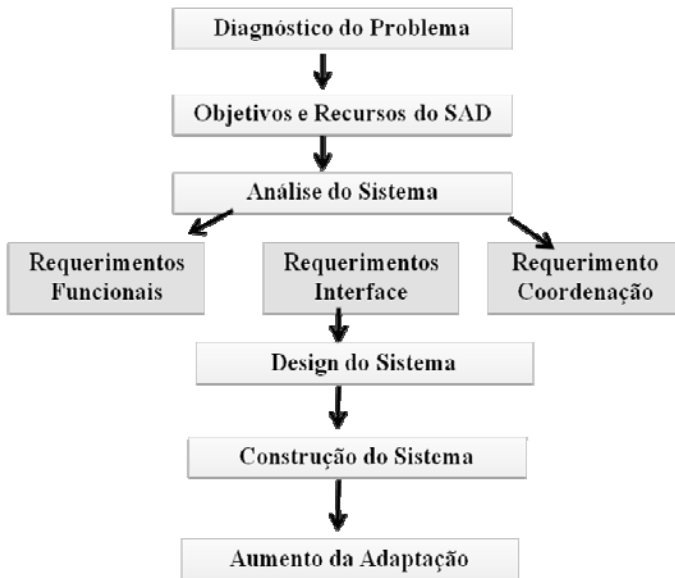 Diagnóstico do Problema
Objetivos e Recursos do SAD
Análise do Sistema
Requerimentos
Funcionais
Requerimentos
Interface
Requerimento
Coordenação
Design do Sistema
Construção do Sistema
Aumento da Adaptação